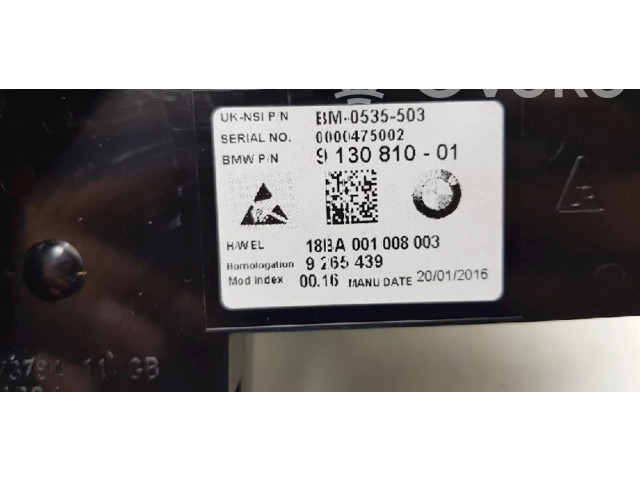 UK-NSI P/N BM-0535-503
SERIAL NO. 0000475002
BMW P/N 9 130 810 - 01
H/W EL 18BA 001 008 003
Homologation 9 265 439
Mod index 00.16 MANU DATE 20/01/2016
GB